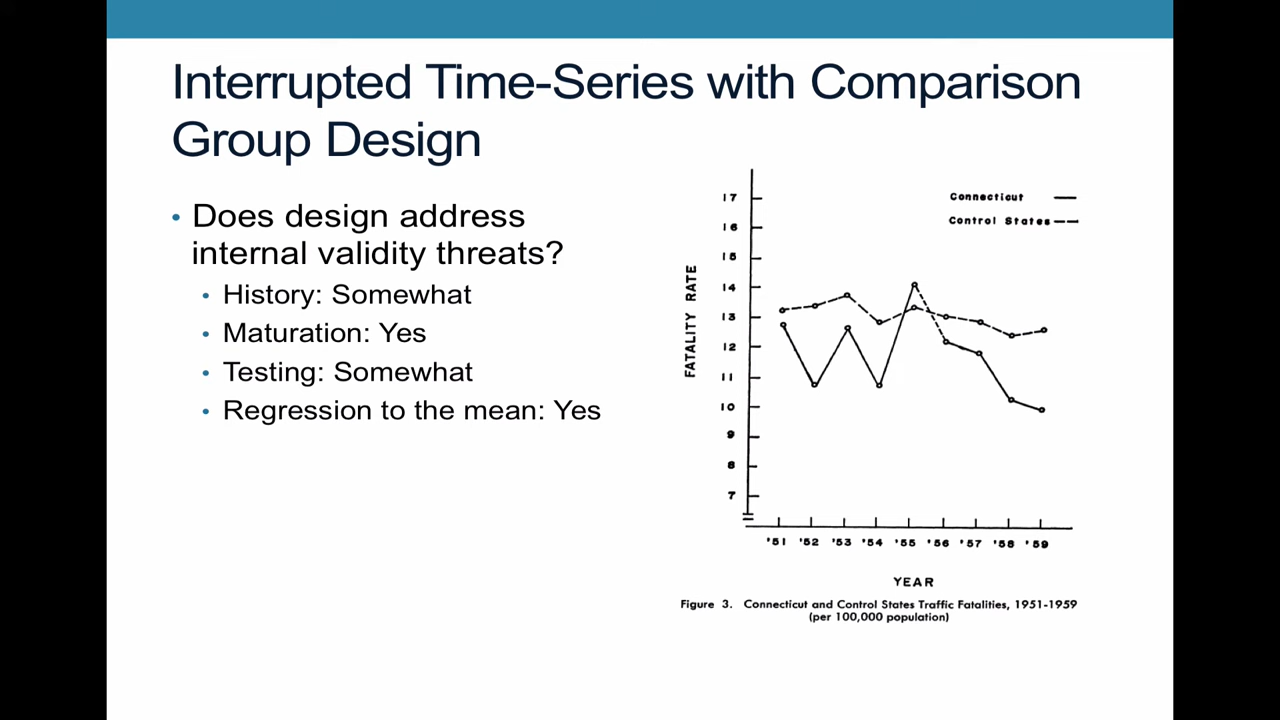 Interrupted Time-Series with Comparison
Group Design
• Does design address
internal validity threats?
• History: Somewhat
• Maturation: Yes
• Testing: Somewhat
• Regression to the mean: Yes
Connecticut
Control States
FATALITY RATE
17
16
15
14
13
12
11
10
9
8
7
'51 '52 '53 '54 '55 '56 '57 '58 '59
YEAR
Figure 3. Connecticut and Control States Traffic Fatalities, 1951-1959
(per 100,000 population)